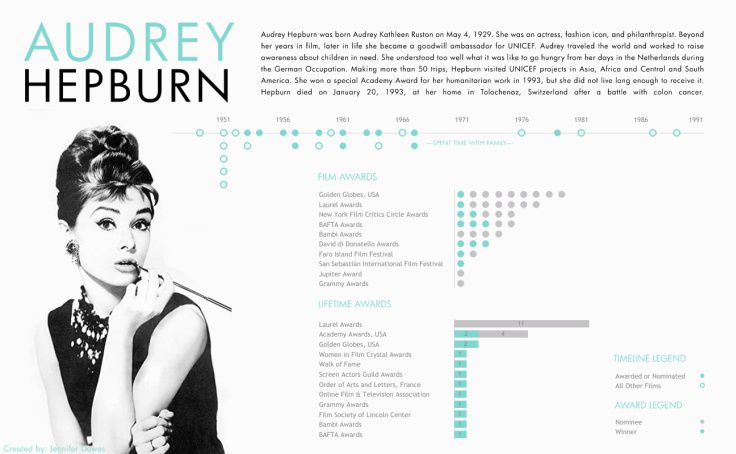 AUDREY
HEPBURN
Audrey Hepburn was born Audrey Kathleen Ruston on May 4, 1929. She was an actress, fashion icon, and philanthropist. Beyond
her years in film, later in life she became a goodwill ambassador for UNICEF. Audrey traveled the world and worked to raise
awareness about children in need. She understood too well what it was like to go hungry from her days in the Netherlands during
the German Occupation. Making more than 50 trips, Hepburn visited UNICEF projects in Asia, Africa and Central and South
America. She won a special Academy Award for her humanitarian work in 1993, but she did not live long enough to receive it.
Hepburn died on January 20, 1993, at her home in Tolochenaz, Switzerland after a battle with colon cancer.
1951 1956 1961 1966 1971 1976 1981 1986 1991
—SPENT TIME WITH FAMILY—
FILM AWARDS
Golden Globes, USA
Laurel Awards
New York Film Critics Circle Awards
BAFTA Awards
Bambi Awards
David di Donatello Awards
Faro Island Film Festival
San Sebastián International Film Festival
Jupiter Award
Grammy Awards
LIFETIME AWARDS
Laurel Awards 11
Academy Awards, USA 2 4
Golden Globes, USA 2
Women in Film Crystal Awards 1
Walk of Fame 1
Screen Actors Guild Awards 1
Order of Arts and Letters, France 1
Online Film & Television Association 1
Grammy Awards 1
Film Society of Lincoln Center 1
Bambi Awards 1
BAFTA Awards 1
TIMELINE LEGEND
Awarded or Nominated
All Other Films
AWARD LEGEND
Nominee
Winner
Created by: Jennifer Dawes